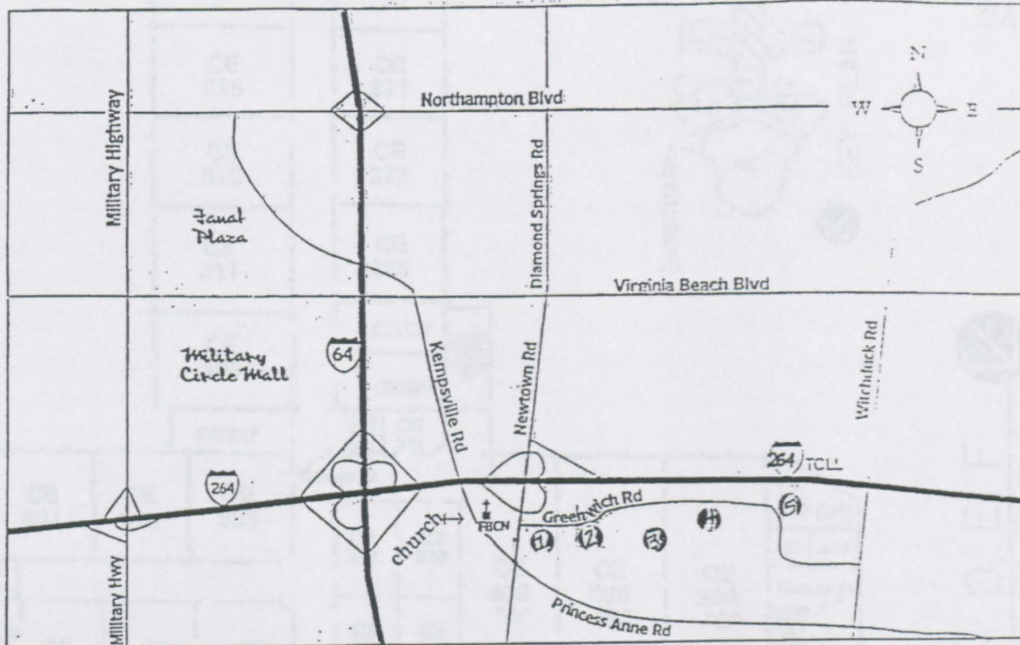 N
Northampton Blvd
W
E
S
Military Highway
Diamond Springs Rd
Janaf
Plaza
Virginia Beach Blvd
Military
Circle Mall
64
Kempsville Rd
Newtown Rd
Witchduck Rd
264
264
church
FBCN
Greenwich Rd
1
2
3
4
5
Military Hwy
Princess Anne Rd